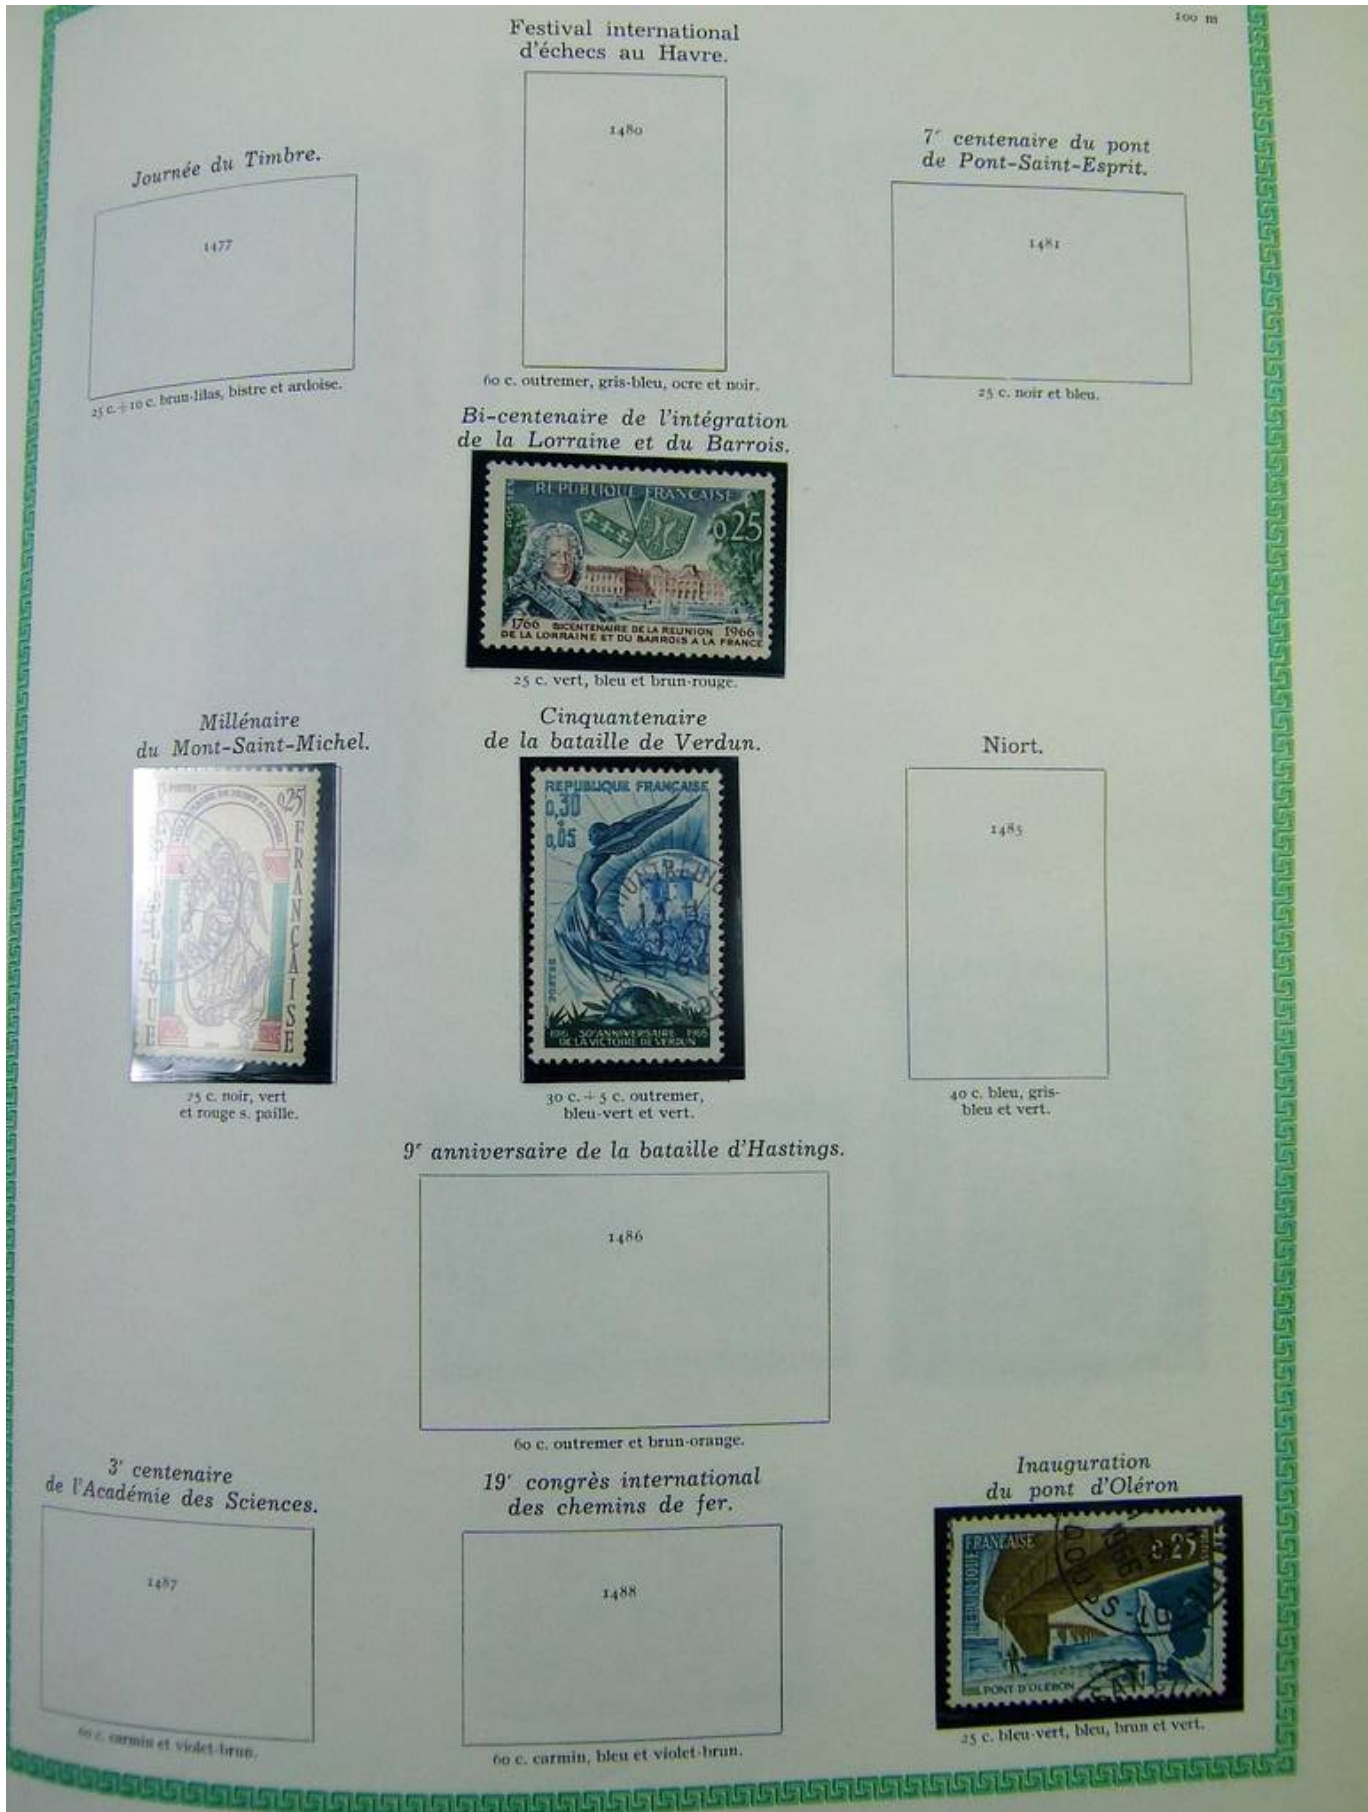 100 m
Festival international
d'échecs au Havre.
1480
60 c. outremer, gris-bleu, ocre et noir.
Journée du Timbre.
1477
25 c. + 10 c. brun-lilas, bistre et ardoise.
7e centenaire du pont
de Pont-Saint-Esprit.
1481
25 c. noir et bleu.
Bi-centenaire de l'intégration
de la Lorraine et du Barrois.
POSTES
REPUBLIQUE FRANÇAISE
0,25
1766 BICENTENAIRE DE LA REUNION 1966
DE LA LORRAINE ET DU BARROIS A LA FRANCE
25 c. vert, bleu et brun-rouge.
Millénaire
du Mont-Saint-Michel.
POSTES
0,25
FRANÇAISE
25 c. noir, vert
et rouge s. paille.
Cinquantenaire
de la bataille de Verdun.
REPUBLIQUE FRANÇAISE
0,30
+
0,05
POSTES
1916 50e ANNIVERSAIRE 1966
DE LA VICTOIRE DE VERDUN
30 c. + 5 c. outremer,
bleu-vert et vert.
Niort.
1485
40 c. bleu, gris-
bleu et vert.
9e anniversaire de la bataille d'Hastings.
1486
60 c. outremer et brun-orange.
3e centenaire
de l'Académie des Sciences.
1487
60 c. carmin et violet-brun.
19e congrès international
des chemins de fer.
1488
60 c. carmin, bleu et violet-brun.
Inauguration
du pont d'Oléron
REPUBLIQUE
FRANÇAISE
0,25
1966
PONT D'OLERON
25 c. bleu-vert, bleu, brun et vert.